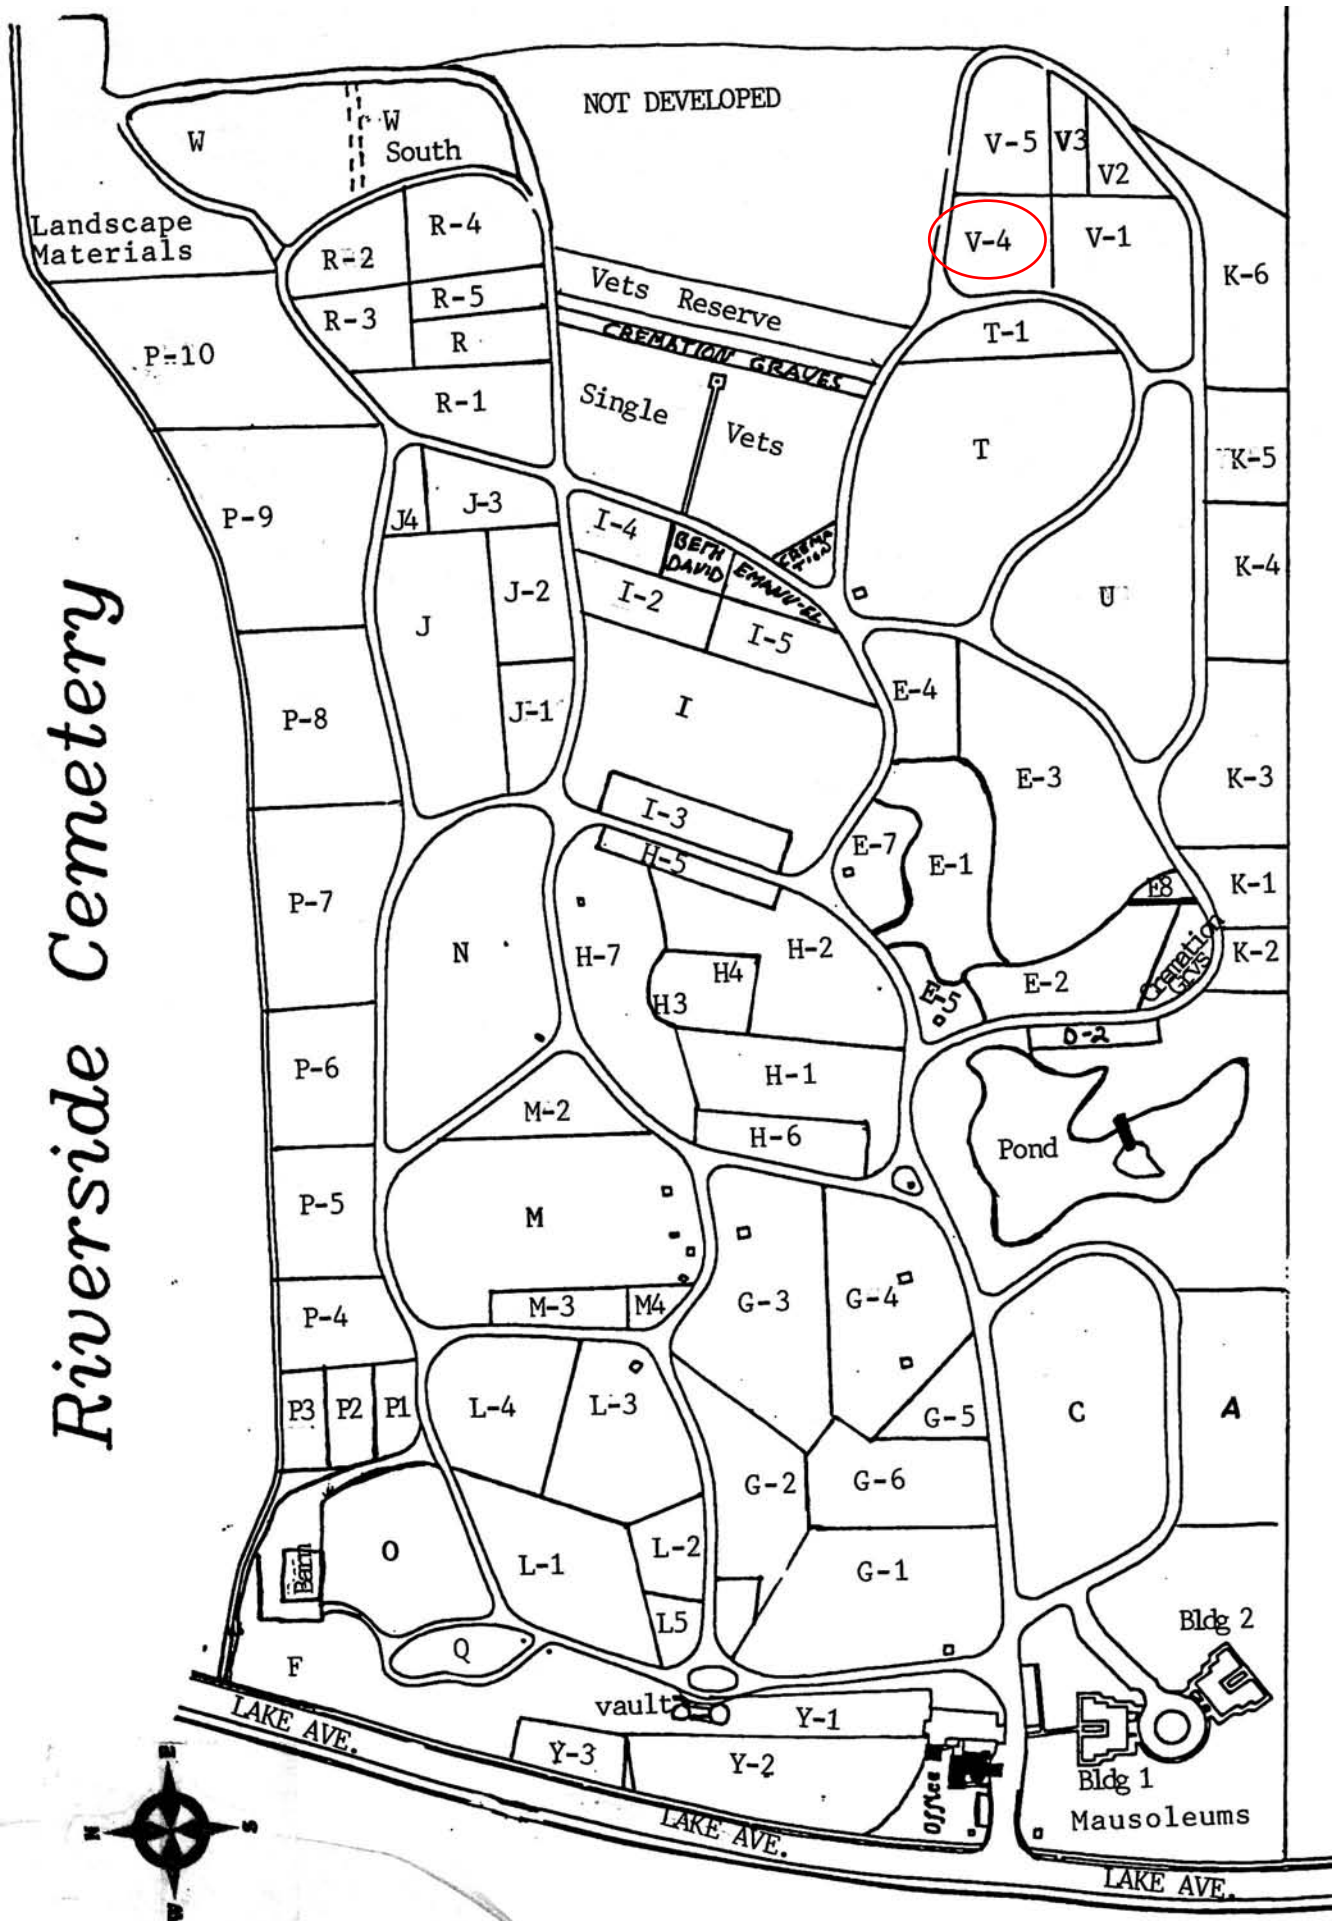 NOT DEVELOPED
W
W
South
V-5
V3
V2
Landscape
Materials
R-2
R-4
V-4
V-1
K-6
R-3
R-5
R
Vets Reserve
T-1
P-10
CREMATION GRAVES
R-1
Single
Vets
T
K-5
P-9
J4
J-3
I-4
BETH
DAVID
EMANU-EL
CREMA
TION
K-4
J
J-2
I-2
I-5
U
P-8
J-1
I
E-4
E-3
K-3
I-3
H-5
E-7
E-1
E8
K-1
P-7
N
H-7
H4
H-2
H3
E-5
E-2
Cremation
Grvs
K-2
D-2
P-6
M-2
H-1
H-6
Pond
P-5
M
P-4
M-3
M4
G-3
G-4
P3
P2
P1
L-4
L-3
G-5
C
A
G-2
G-6
Barn
O
L-1
L-2
G-1
L5
Bldg 2
F
Q
vault
Y-1
LAKE AVE.
Y-3
Y-2
Office
Bldg 1
Mausoleums
LAKE AVE.
LAKE AVE.
Riverside Cemetery
E
N
S
W